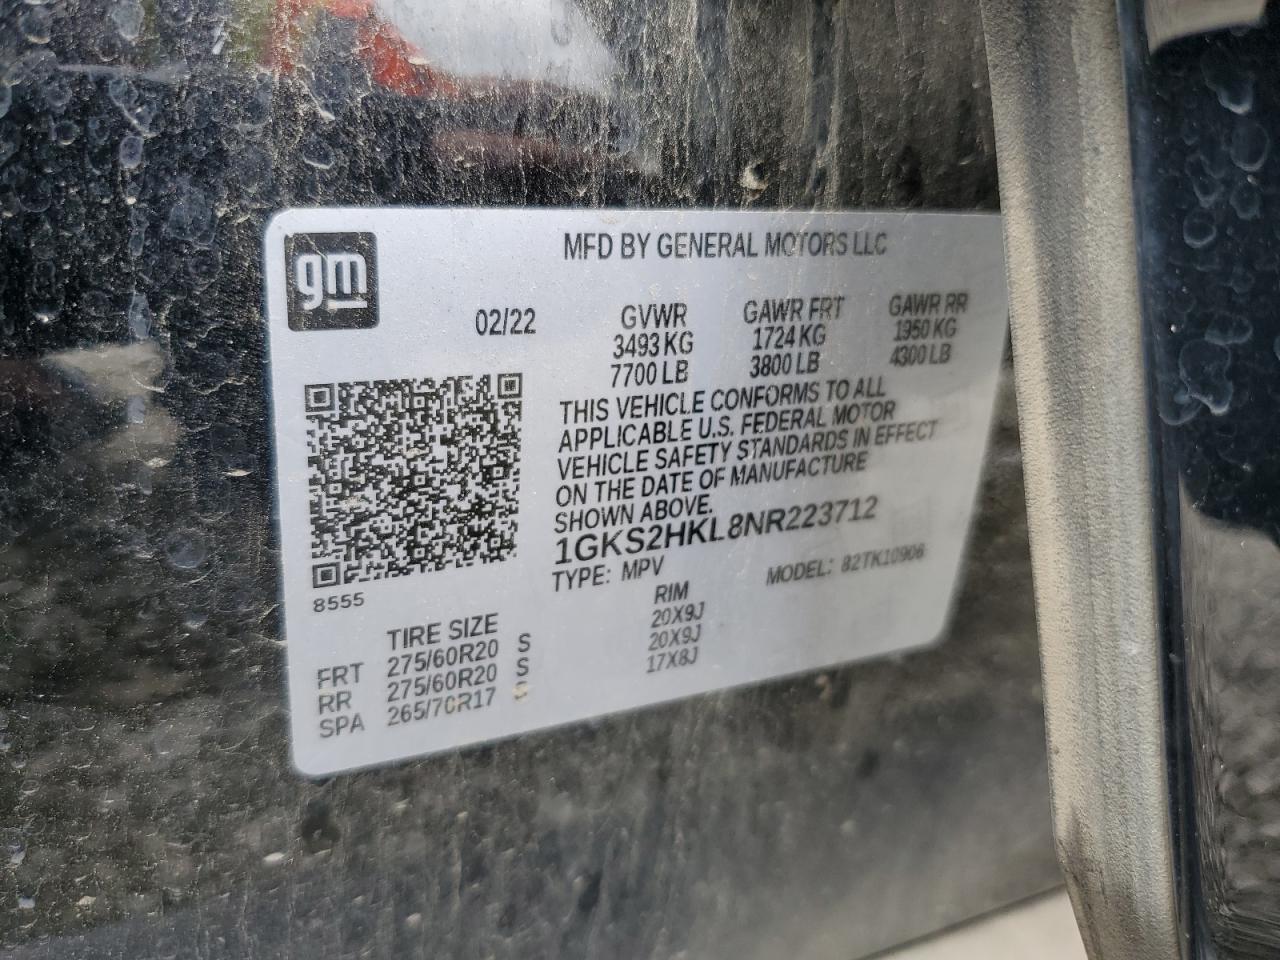 gm
MFD BY GENERAL MOTORS LLC
02/22
GVWR GAWR FRT GAWR RR
3493 KG 1724 KG 1950 KG
7700 LB 3800 LB 4300 LB
THIS VEHICLE CONFORMS TO ALL
APPLICABLE U.S. FEDERAL MOTOR
VEHICLE SAFETY STANDARDS IN EFFECT
ON THE DATE OF MANUFACTURE
SHOWN ABOVE.
1GKS2HKL8NR223712
TYPE: MPV MODEL: 82TK10906
8555
TIRE SIZE RIM
FRT 275/60R20 S 20X9J
RR 275/60R20 S 20X9J
SPA 265/70R17 S 17X8J